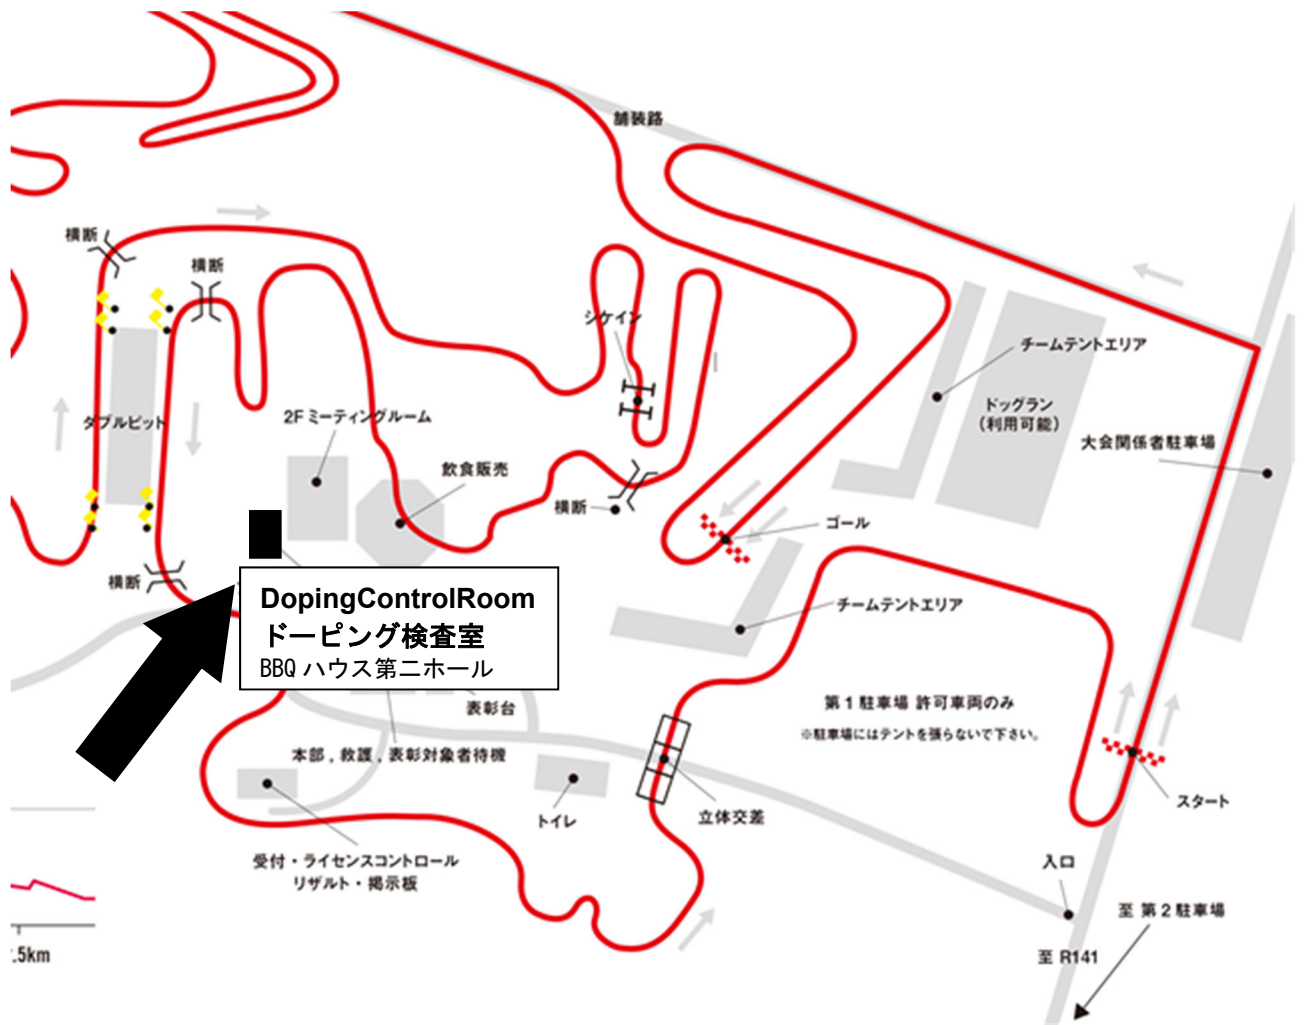 舗装路
横断
横断
シケイン
チームテントエリア
ドッグラン
（利用可能）
大会関係者駐車場
タブルピット
2F ミーティングルーム
飲食販売
横断
ゴール
横断
DopingControlRoom
ドーピング検査室
BBQ ハウス第二ホール
チームテントエリア
表彰台
第１駐車場 許可車両のみ
※駐車場にはテントを張らないで下さい。
本部，救護，表彰対象者待機
トイレ
立体交差
スタート
受付・ライセンスコントロール
リザルト・掲示板
入口
至 第２駐車場
.5km
至 R141